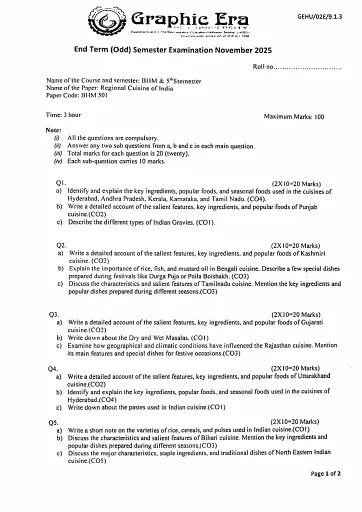 GEHU/02E/9.1.3
Graphic Era
End Term (Odd) Semester Examination November 2025
Roll no................................
Name of the Course and semester: BHM & 5th Ssemester
Name of the Paper: Regional Cuisine of India
Paper Code: BHM 501
Time: 3 hour
Maximum Marks: 100
Note:
(i) All the questions are compulsory.
(ii) Answer any two sub questions from a, b and c in each main question.
(iii) Total marks for each question is 20 (twenty).
(iv) Each sub-question carries 10 marks.
Q1. (2X10=20 Marks)
a) Identify and explain the key ingredients, popular foods, and seasonal foods used in the cuisines of
Hyderabad, Andhra Pradesh, Kerala, Karnataka, and Tamil Nadu. (CO4).
b) Write a detailed account of the salient features, key ingredients, and popular foods of Punjab
cuisine.(CO2)
c) Describe the different types of Indian Gravies. (CO1).
Q2. (2X10=20 Marks)
a) Write a detailed account of the salient features, key ingredients, and popular foods of Kashmiri
cuisine. (CO2)
b) Explain the importance of rice, fish, and mustard oil in Bengali cuisine. Describe a few special dishes
prepared during festivals like Durga Puja or Poila Boishakh. (CO3)
c) Discuss the characteristics and salient features of Tamilnadu cuisine. Mention the key ingredients and
popular dishes prepared during different seasons.(CO3)
Q3. (2X10=20 Marks)
a) Write a detailed account of the salient features, key ingredients, and popular foods of Gujarati
cuisine.(CO2)
b) Write down about the Dry and Wet Masalas. (CO1)
c) Examine how geographical and climatic conditions have influenced the Rajasthan cuisine. Mention
its main features and special dishes for festive occasions.(CO3)
Q4. (2X10=20 Marks)
a) Write a detailed account of the salient features, key ingredients, and popular foods of Uttarakhand
cuisine.(CO2)
b) Identify and explain the key ingredients, popular foods, and seasonal foods used in the cuisines of
Hyderabad.(CO4)
c) Write down about the pastes used in Indian cuisine.(CO1)
Q5. (2X10=20 Marks)
a) Write a short note on the varieties of rice, cereals, and pulses used in Indian cuisine.(CO1)
b) Discuss the characteristics and salient features of Bihari cuisine. Mention the key ingredients and
popular dishes prepared during different seasons.(CO3)
c) Discuss the major characteristics, staple ingredients, and traditional dishes of North Eastern Indian
cuisine.(CO5)
Page 1 of 2